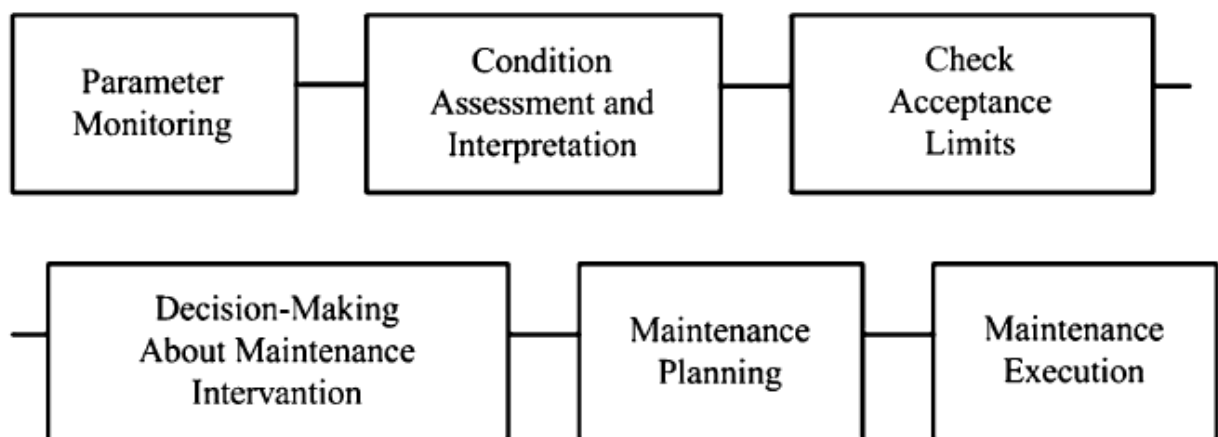 Parameter
Monitoring
Condition
Assessment and
Interpretation
Check
Acceptance
Limits
Decision-Making
About Maintenance
Intervantion
Maintenance
Planning
Maintenance
Execution